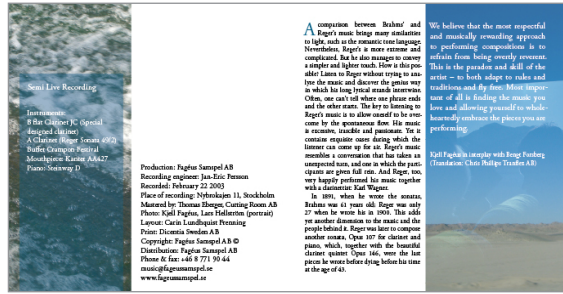 Semi Live Recording
Instruments:
B flat Clarinet JC (Special
designed clarinet)
A Clarinet (Reger Sonata 49/2)
Buffet Crampon Festival
Mouthpiece: Kanter AA427
Piano: Steinway D
Production: Fagéus Samspel AB
Recording engineer: Jan-Eric Persson
Recorded: February 22 2003
Place of recording: Nybrokajen 11, Stockholm
Mastered by: Thomas Eberger, Cutting Room AB
Photo: Kjell Fagéus, Lars Hellström (portrait)
Layout: Carin Lundhquist Frenning
Print: Dicentia Sweden AB
Copyright: Fagéus Samspel AB ©
Distribution: Fagéus Samspel AB
Phone & fax: +46 8 771 90 44
music@fageussamspel.se
www.fageussamspel.se
A comparison between Brahms' and
Reger's music brings many similarities
to light, such as the romantic tone language.
Nevertheless, Reger's is more extreme and
complicated. But he also manages to convey
a simpler and lighter touch. How is this pos-
sible? Listen to Reger without trying to ana-
lyse the music and discover the genius way
in which his long lyrical strands intertwine.
Often, one can't tell where one phrase ends
and the other starts. The key to listening to
Reger's music is to allow oneself to be over-
come by the spontaneous flow. His music
is excessive, irascible and passionate. Yet it
contains exquisite oases during which the
listener can come up for air. Reger's music
resembles a conversation that has taken an
unexpected turn, and one in which the parti-
cipants are given full rein. And Reger, too,
very happily performed his music together
with a clarinettist: Karl Wagner.
In 1891, when he wrote the sonatas,
Brahms was 61 years old; Reger was only
27 when he wrote his in 1900. This adds
yet another dimension to the music and the
people behind it. Reger was later to compose
another sonata, Opus 107 for clarinet and
piano, which, together with the beautiful
clarinet quintet Opus 146, were the last
pieces he wrote before dying before his time
at the age of 43.
We believe that the most respectful
and musically rewarding approach
to performing compositions is to
refrain from being overly reverent.
This is the paradox and skill of the
artist – to both adapt to rules and
traditions and fly free. Most impor-
tant of all is finding the music you
love and allowing yourself to whole-
heartedly embrace the pieces you are
performing.
Kjell Fagéus in interplay with Bengt Forsberg
(Translation: Chris Phillips Transfex AB)